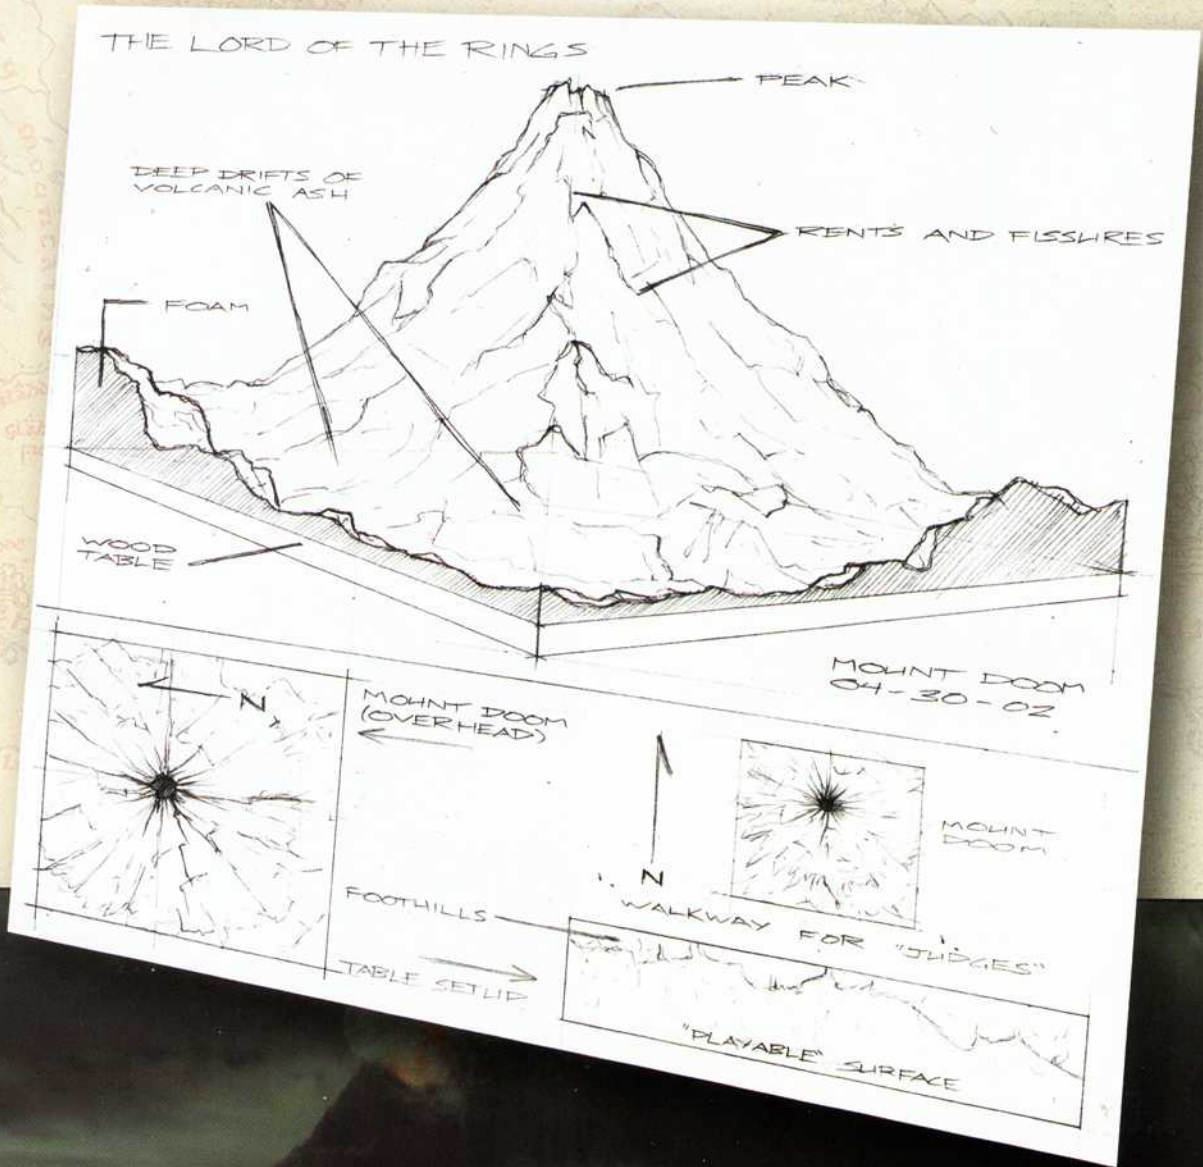 THE LORD OF THE RINGS
PEAK
DEEP DRIFTS OF
VOLCANIC ASH
RENTS AND FISSURES
FOAM
WOOD
TABLE
MOUNT DOOM
04-30-02
N
MOUNT DOOM
(OVERHEAD)
N
MOUNT
DOOM
FOOTHILLS
WALKWAY FOR "JUDGES"
TABLE SETUP
"PLAYABLE" SURFACE